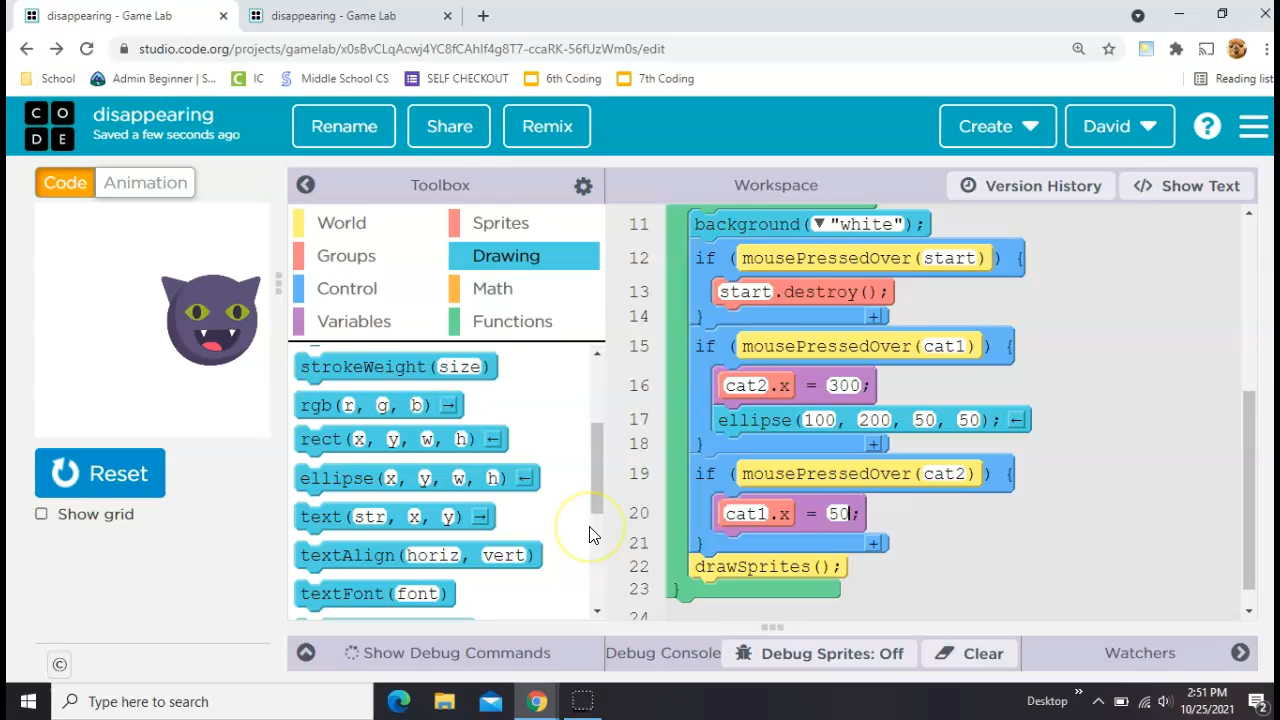 disappearing - Game Lab
disappearing - Game Lab
studio.code.org/projects/gamelab/x0sBvCLqAcwj4YC8fCAhlf4g8T7-ccaRK-56fUzWm0s/edit
School
Admin Beginner | S...
IC
Middle School CS
SELF CHECKOUT
6th Coding
7th Coding
Reading list
C O
D E
disappearing
Saved a few seconds ago
Rename
Share
Remix
Create
David
?
Code
Animation
Toolbox
Workspace
Version History
</> Show Text
World
Sprites
Groups
Drawing
Control
Math
Variables
Functions
strokeWeight(size)
rgb(r, g, b)
rect(x, y, w, h)
ellipse(x, y, w, h)
text(str, x, y)
textAlign(horiz, vert)
textFont(font)
11 background("white");
12 if (mousePressedOver(start)) {
13 start.destroy();
14 }
15 if (mousePressedOver(cat1)) {
16 cat2.x = 300;
17 ellipse(100, 200, 50, 50);
18 }
19 if (mousePressedOver(cat2)) {
20 cat1.x = 50;
21 }
22 drawSprites();
23 }
24
Reset
Show grid
©
Show Debug Commands
Debug Console
Debug Sprites: Off
Clear
Watchers
Type here to search
Desktop
2:51 PM
10/25/2021
2